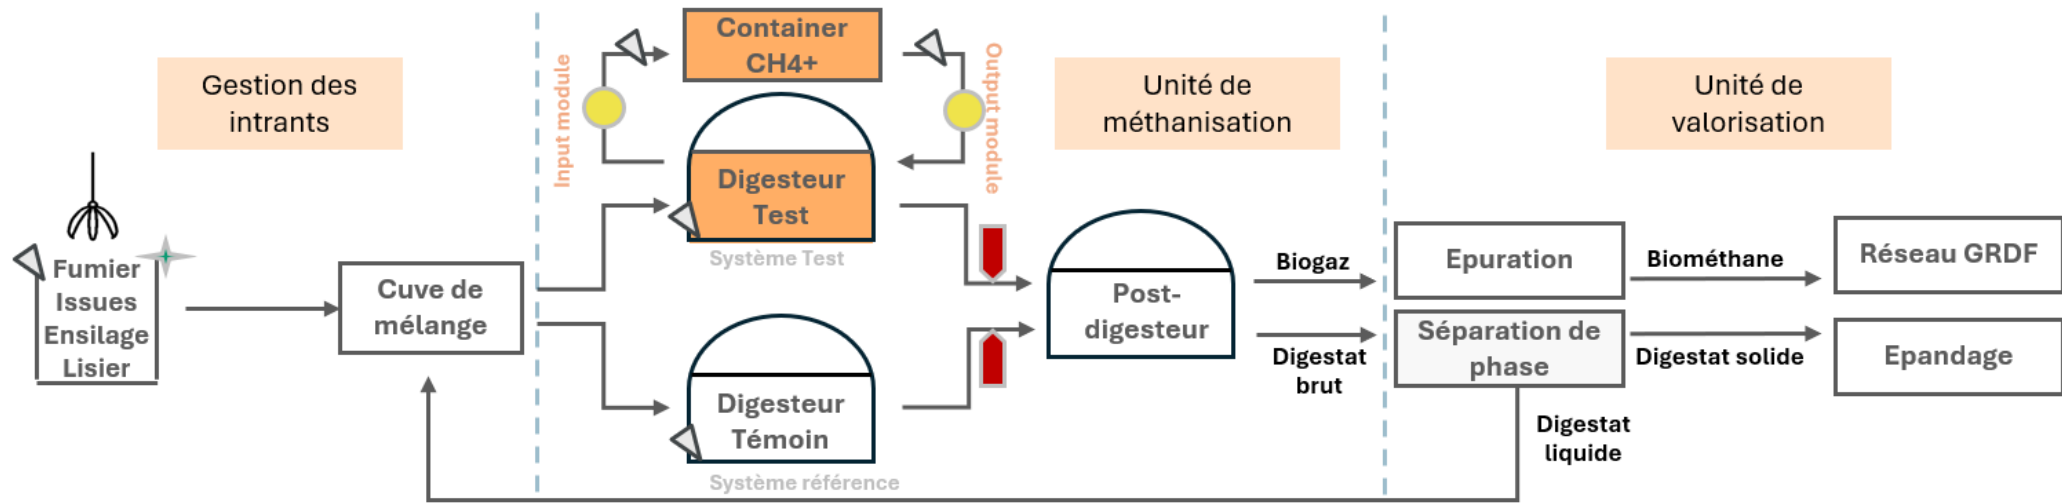 Gestion des
intrants
Fumier
Issues
Ensilage
Lisier
Cuve de
mélange
Input module
Container
CH4+
Output module
Digesteur
Test
Système Test
Digesteur
Témoin
Système référence
Unité de
méthanisation
Post-
digesteur
Biogaz
Digestat
brut
Unité de
valorisation
Epuration
Biométhane
Réseau GRDF
Séparation de
phase
Digestat solide
Epandage
Digestat
liquide